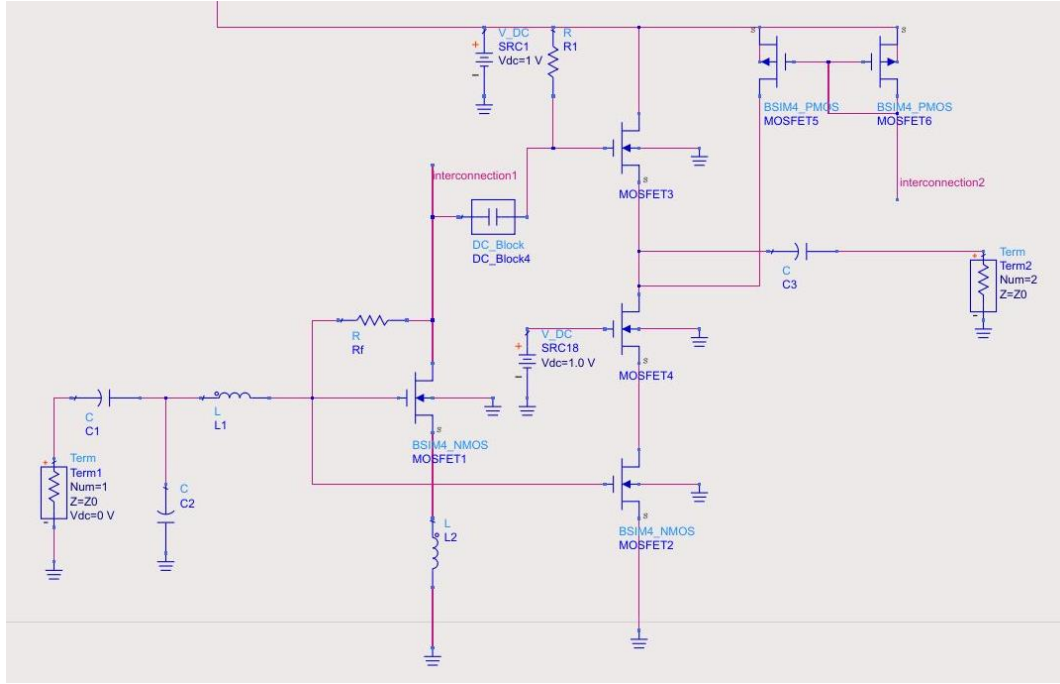 V_DC
SRC1
Vdc=1 V
+
-
R
R1
S
S
BSIM4_PMOS
MOSFET5
BSIM4_PMOS
MOSFET6
interconnection1
interconnection2
S
MOSFET3
DC_Block
DC_Block4
C
C3
+
Term
Term2
Num=2
Z=Z0
-
R
Rf
V_DC
SRC18
Vdc=1.0 V
+
-
S
MOSFET4
C
C1
L
L1
S
BSIM4_NMOS
MOSFET1
+
Term
Term1
Num=1
Z=Z0
Vdc=0 V
-
C
C2
L
L2
S
BSIM4_NMOS
MOSFET2